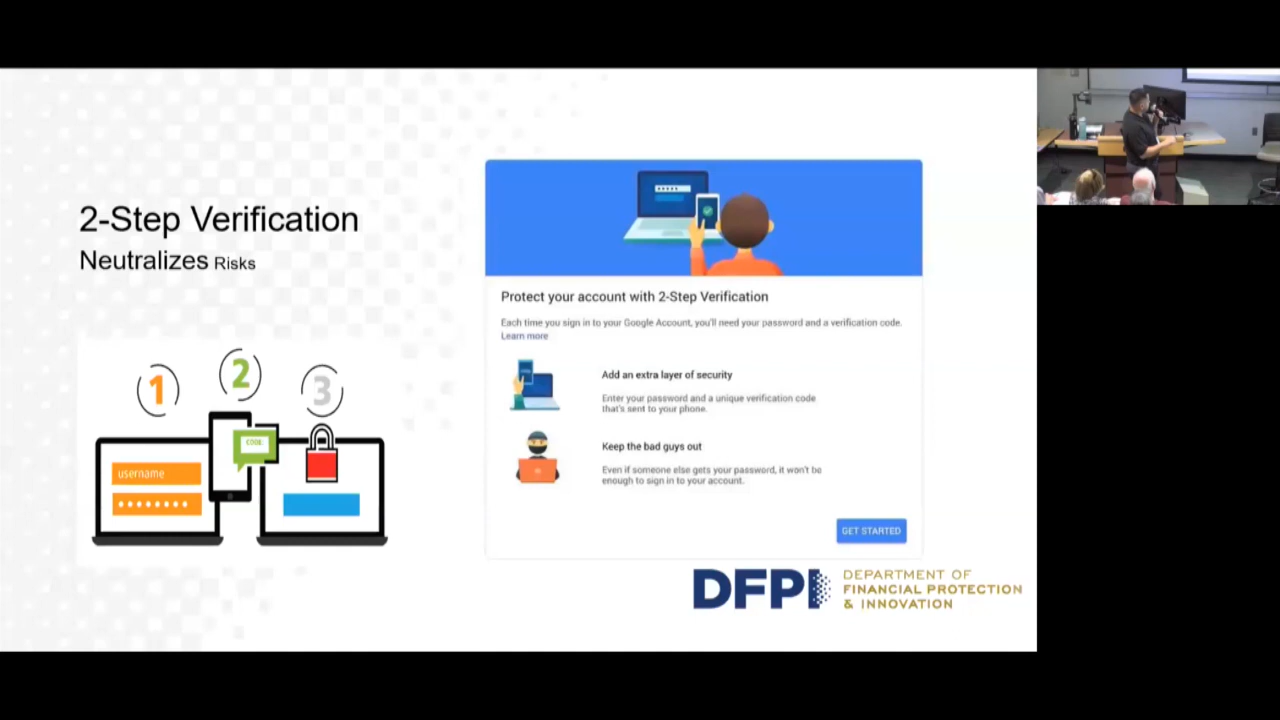 2-Step Verification
Neutralizes Risks
1
2
3
CODE:
username
Protect your account with 2-Step Verification
Each time you sign in to your Google Account, you'll need your password and a verification code.
Learn more
Add an extra layer of security
Enter your password and a unique verification code
that's sent to your phone.
Keep the bad guys out
Even if someone else gets your password, it won't be
enough to sign in to your account.
GET STARTED
DFPI
DEPARTMENT OF
FINANCIAL PROTECTION
& INNOVATION